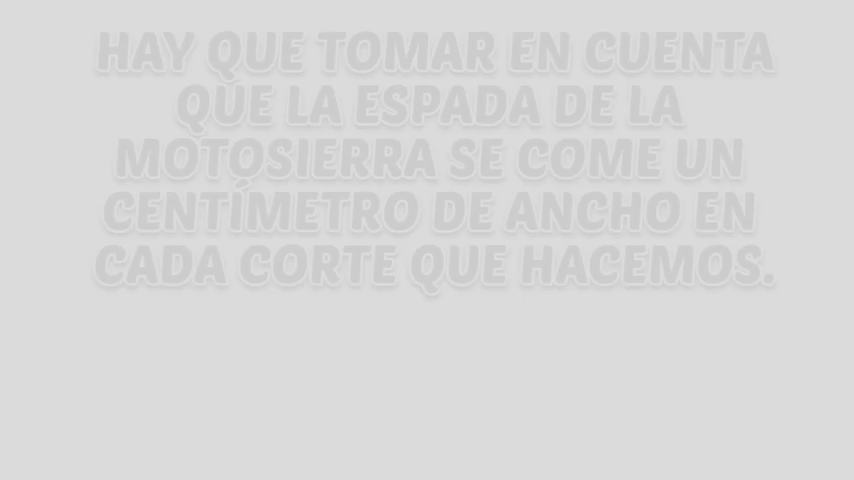 HAY QUE TOMAR EN CUENTA
QUE LA ESPADA DE LA
MOTOSIERRA SE COME UN
CENTÍMETRO DE ANCHO EN
CADA CORTE QUE HACEMOS.